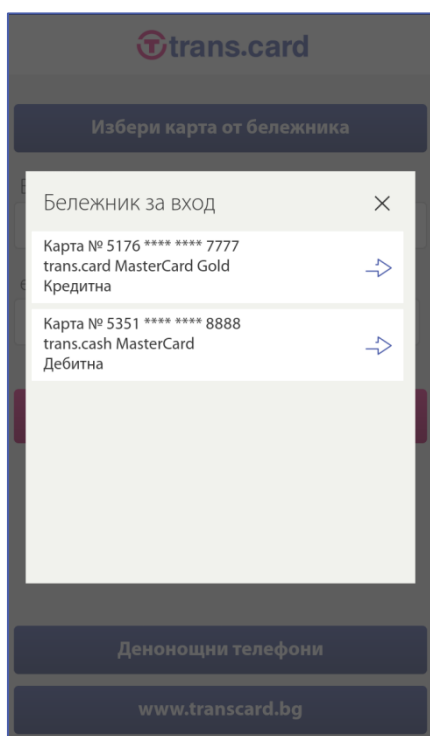 trans.card
Избери карта от бележника
Бележник за вход
Карта № 5176 **** **** 7777
trans.card MasterCard Gold
Кредитна
Карта № 5351 **** **** 8888
trans.cash MasterCard
Дебитна
Денонощни телефони
www.transcard.bg